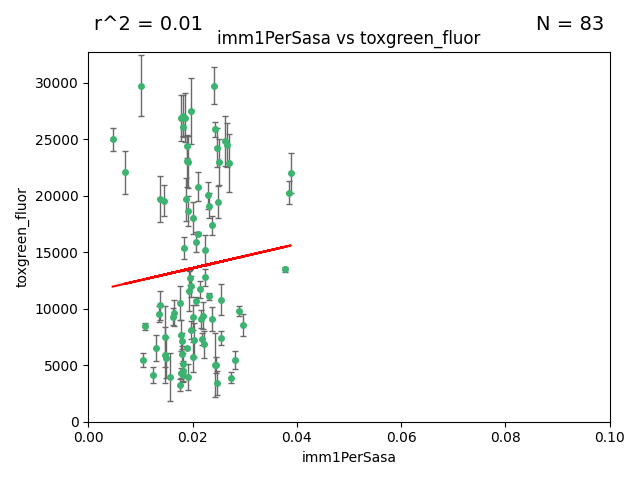 r^2 = 0.01
N = 83
imm1PerSasa vs toxgreen_fluor
30000
25000
20000
15000
10000
5000
0
toxgreen_fluor
0.00
0.02
0.04
0.06
0.08
0.10
imm1PerSasa